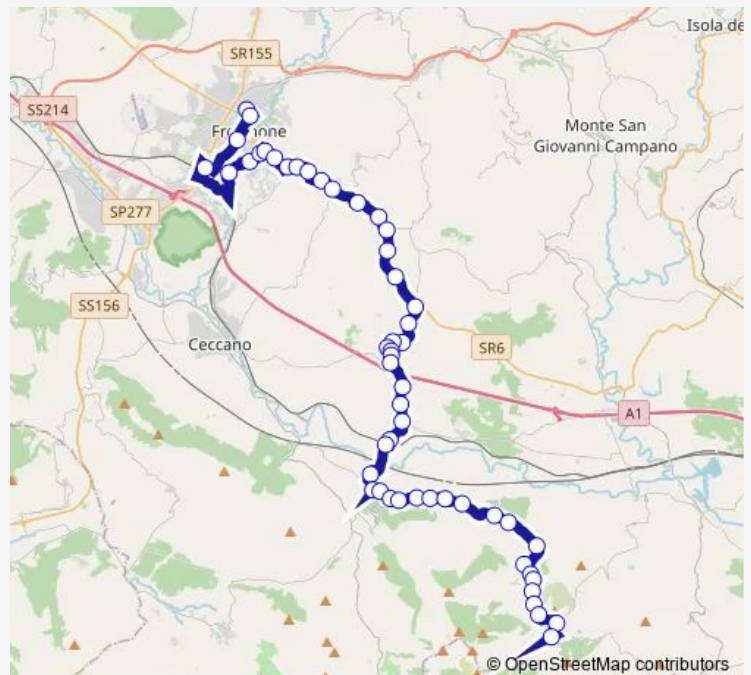 Isola de
SR155
SS214
Monte San
Giovanni Campano
SP277
SS156
Ceccano
SR6
A1
© OpenStreetMap contributors